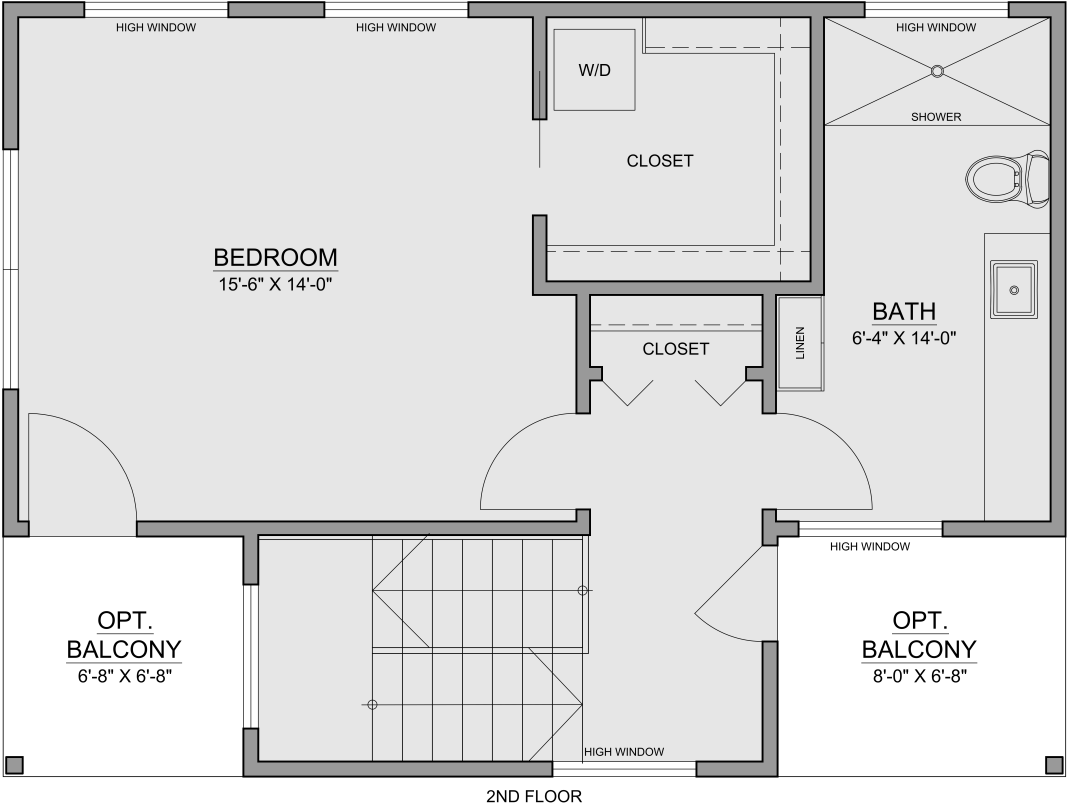 HIGH WINDOW
HIGH WINDOW
HIGH WINDOW
W/D
SHOWER
CLOSET
BEDROOM
15'-6" X 14'-0"
BATH
6'-4" X 14'-0"
LINEN
CLOSET
HIGH WINDOW
OPT.
BALCONY
6'-8" X 6'-8"
OPT.
BALCONY
8'-0" X 6'-8"
HIGH WINDOW
2ND FLOOR